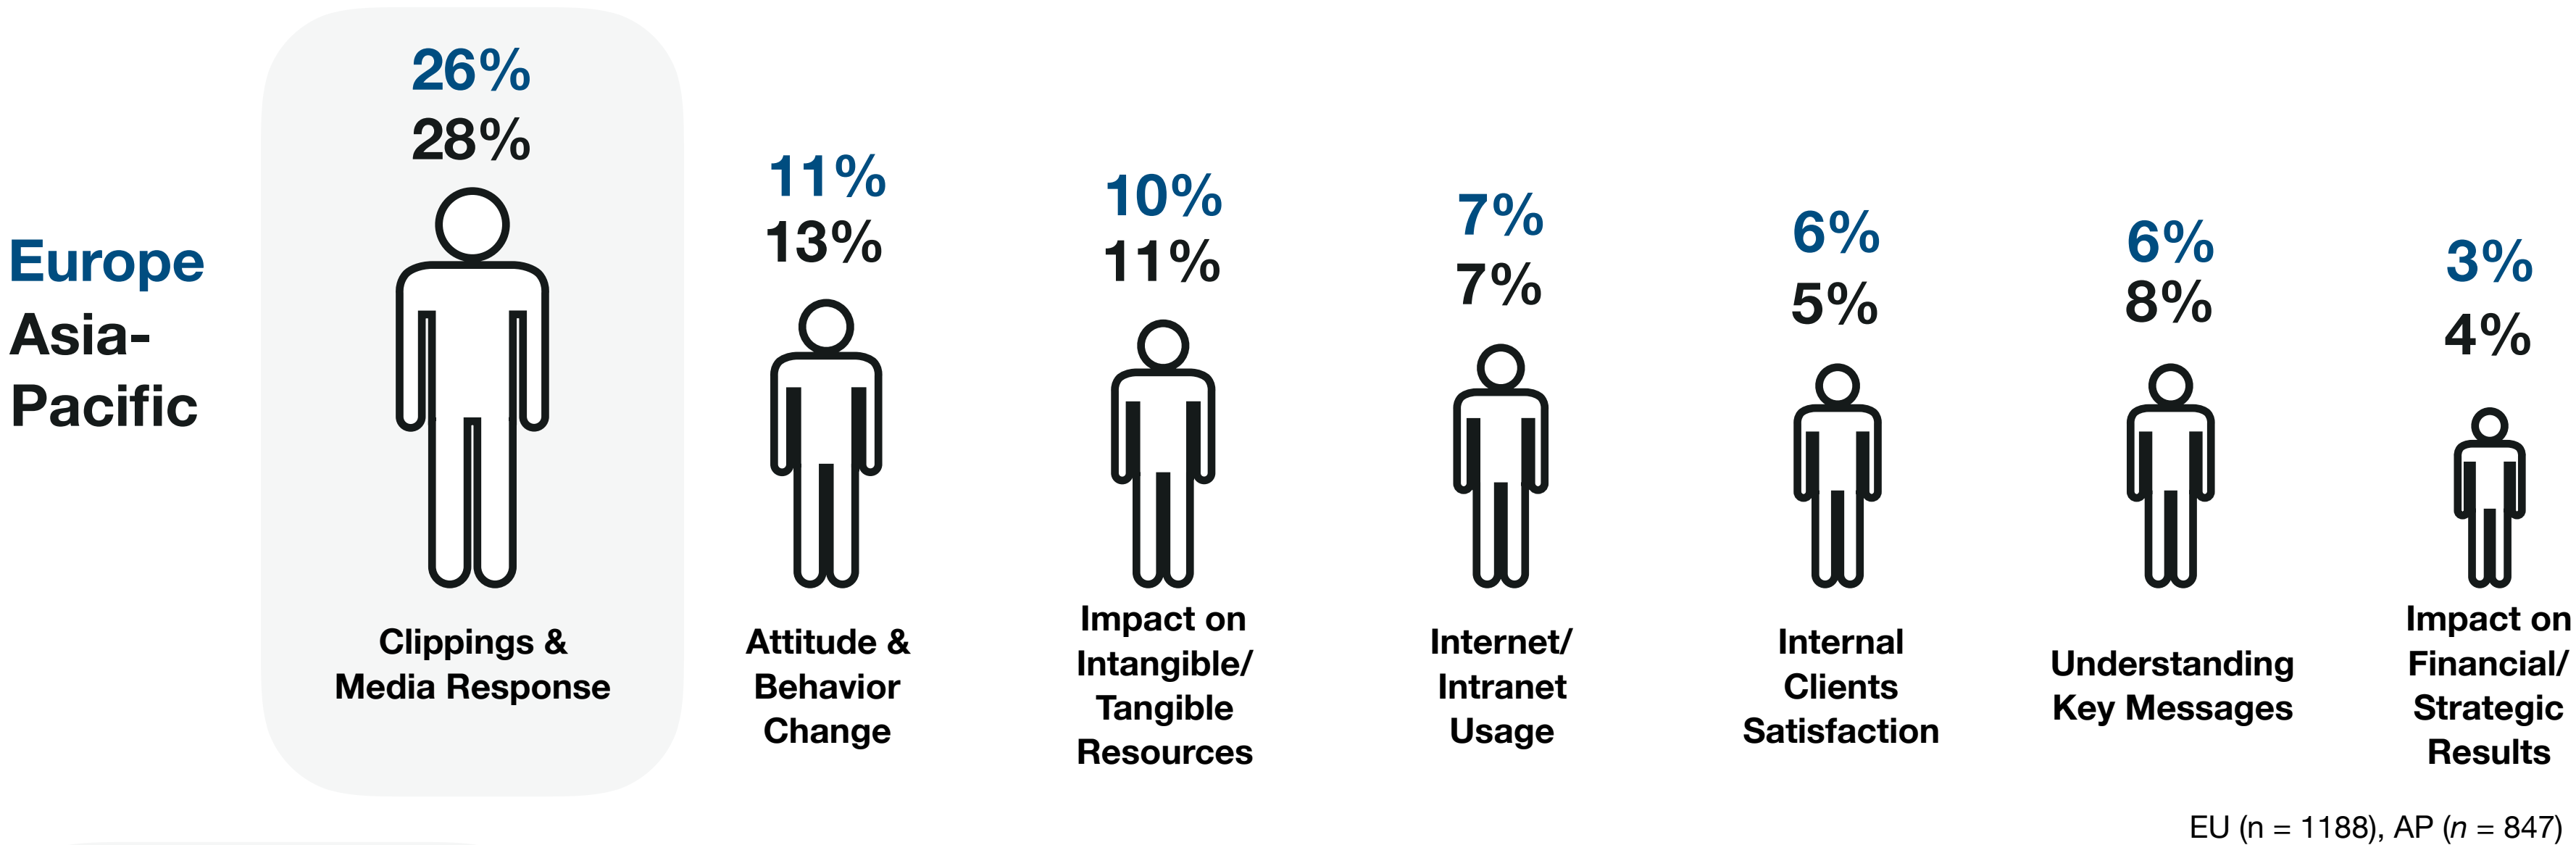 Europe
Asia-
Pacific
26%
28%
Clippings &
Media Response
11%
13%
Attitude &
Behavior
Change
10%
11%
Impact on
Intangible/
Tangible
Resources
7%
7%
Internet/
Intranet
Usage
6%
5%
Internal
Clients
Satisfaction
6%
8%
Understanding
Key Messages
3%
4%
Impact on
Financial/
Strategic
Results
EU (n = 1188), AP (n = 847)